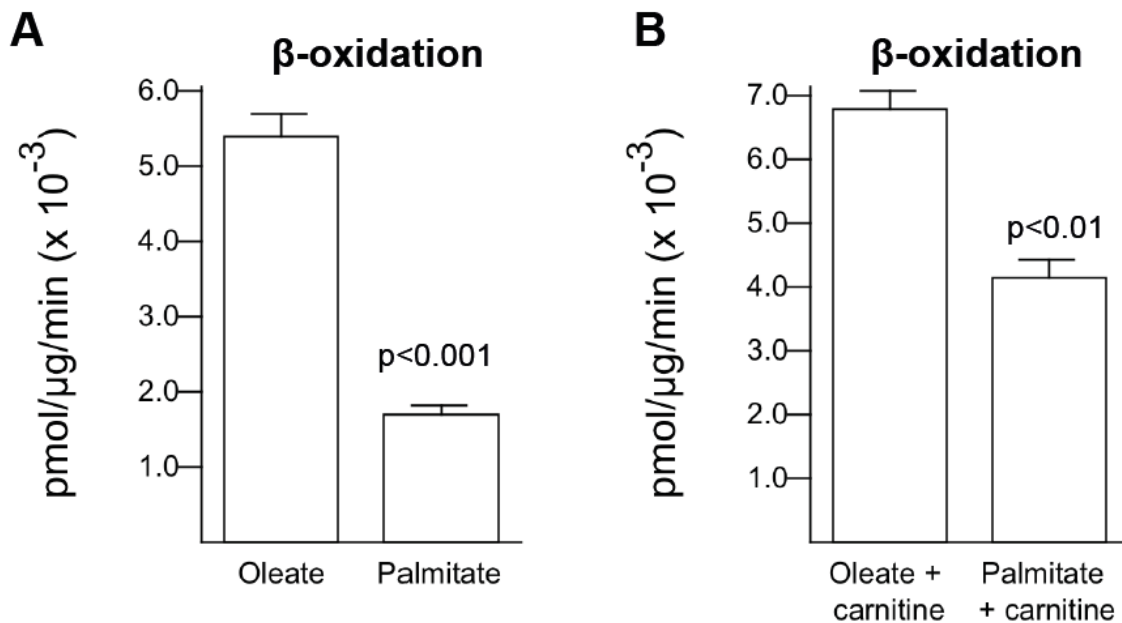 A
β-oxidation
pmol/μg/min (x 10⁻³)
6.0
5.0
4.0
3.0
2.0
1.0
p<0.001
Oleate
Palmitate
B
β-oxidation
pmol/μg/min (x 10⁻³)
7.0
6.0
5.0
4.0
3.0
2.0
1.0
p<0.01
Oleate +
carnitine
Palmitate
+ carnitine